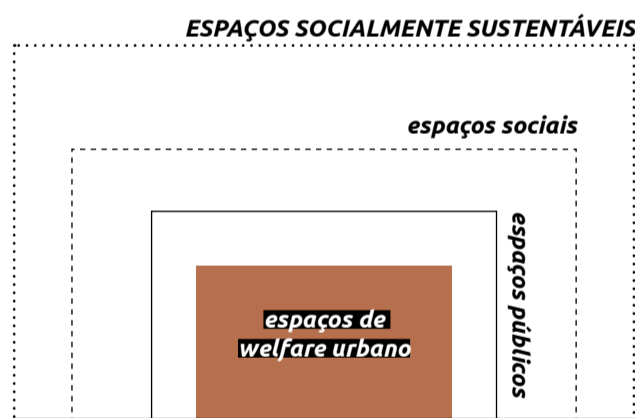 ESPAÇOS SOCIALMENTE SUSTENTÁVEIS
espaços sociais
espaços públicos
espaços de
welfare urbano